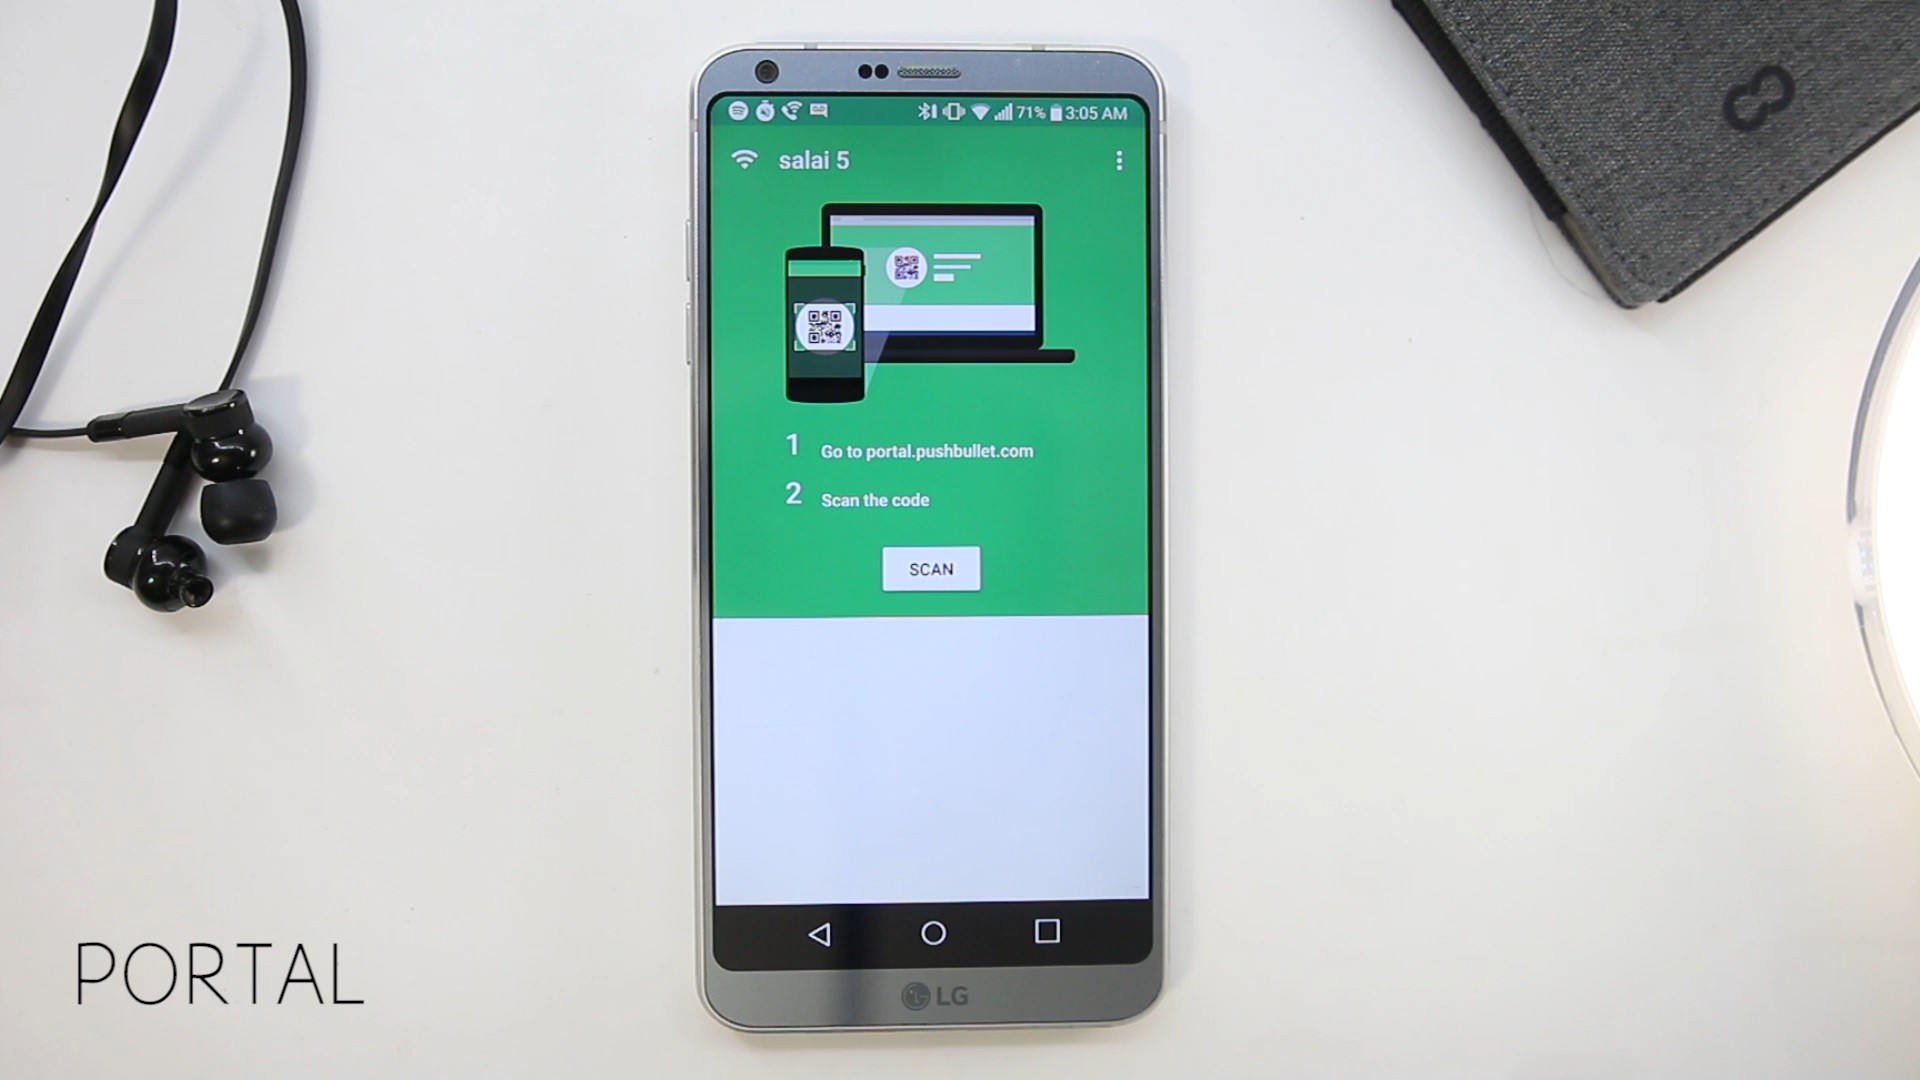 71% 3:05 AM
salai 5
1 Go to portal.pushbullet.com
2 Scan the code
SCAN
LG
PORTAL